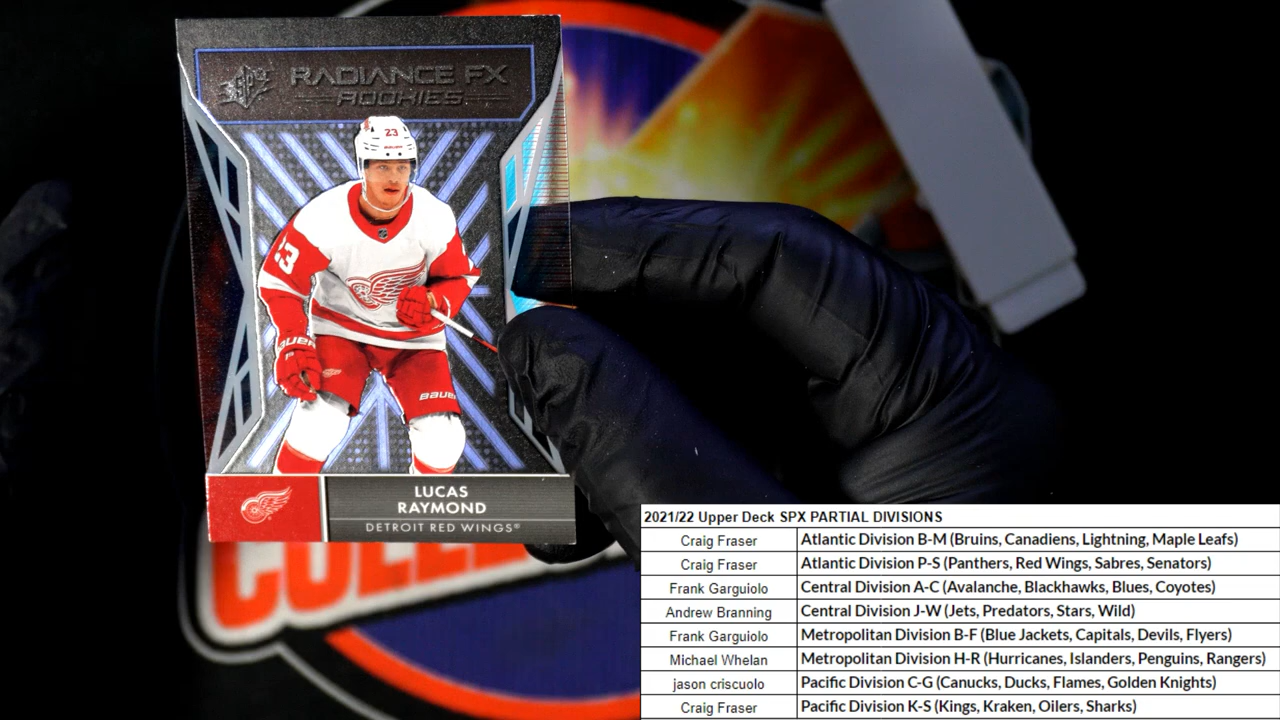 SPx
RADIANCE FX
ROOKIES
23
23
BAUER
BAUER
LUCAS
RAYMOND
DETROIT RED WINGS®
2021/22 Upper Deck SPX PARTIAL DIVISIONS
Craig Fraser Atlantic Division B-M (Bruins, Canadiens, Lightning, Maple Leafs)
Craig Fraser Atlantic Division P-S (Panthers, Red Wings, Sabres, Senators)
Frank Garguiolo Central Division A-C (Avalanche, Blackhawks, Blues, Coyotes)
Andrew Branning Central Division J-W (Jets, Predators, Stars, Wild)
Frank Garguiolo Metropolitan Division B-F (Blue Jackets, Capitals, Devils, Flyers)
Michael Whelan Metropolitan Division H-R (Hurricanes, Islanders, Penguins, Rangers)
jason criscuolo Pacific Division C-G (Canucks, Ducks, Flames, Golden Knights)
Craig Fraser Pacific Division K-S (Kings, Kraken, Oilers, Sharks)